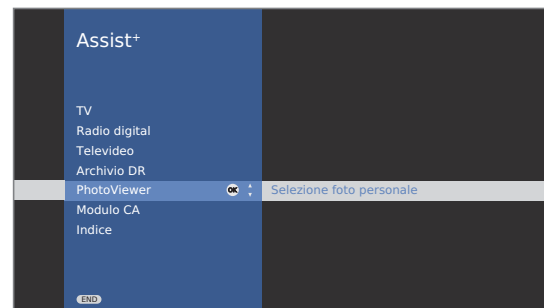 Assist+
TV
Radio digital
Televideo
Archivio DR
PhotoViewer OK Selezione foto personale
Modulo CA
Indice
END